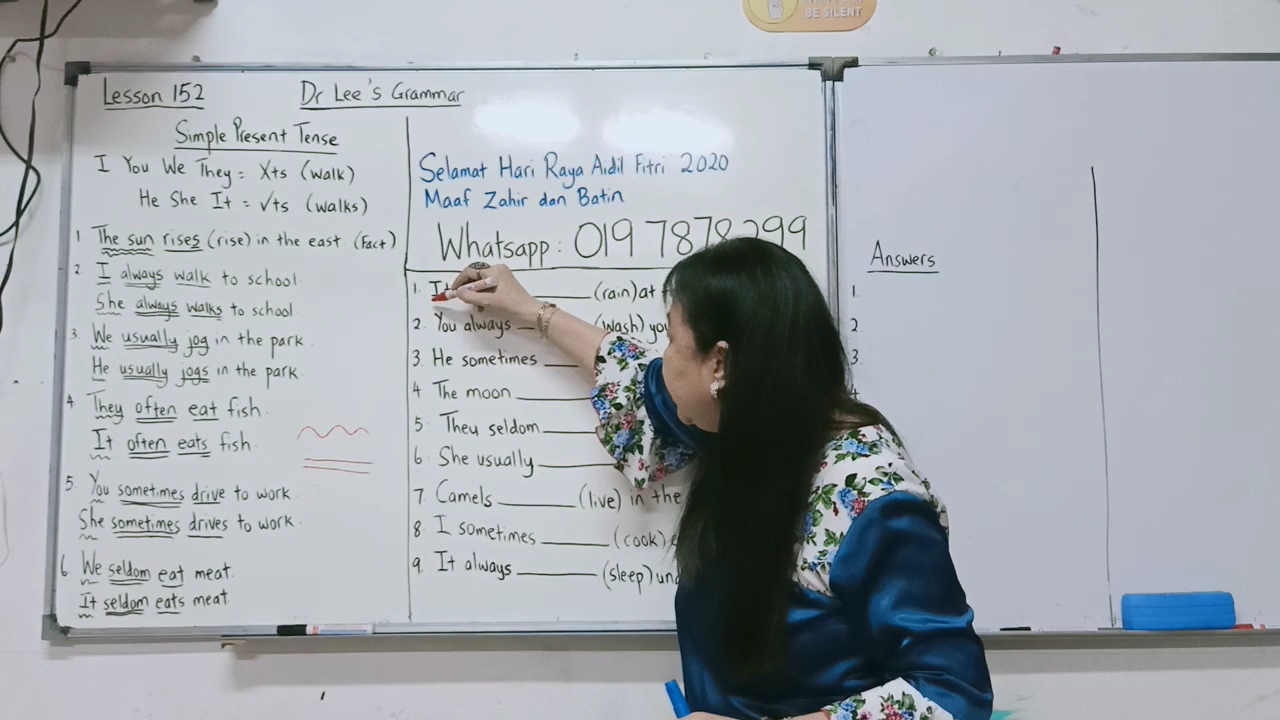 BE SILENT
Lesson 152
Dr Lee's Grammar
Simple Present Tense
I You We They = Xts (walk)
He She It = √ts (walks)
1 The sun rises (rise) in the east. (Fact)
2 I always walk to school.
She always walks to school.
3 We usually jog in the park.
He usually jogs in the park.
4 They often eat fish.
It often eats fish.
5. You sometimes drive to work.
She sometimes drives to work.
6 We seldom eat meat.
It seldom eats meat.
Selamat Hari Raya Aidil Fitri 2020
Maaf Zahir dan Batin
Whatsapp: 019 7878299
1. It ______ (rain) at
2. You always ______ (wash)
3. He sometimes ______
4 The moon ______
5 They seldom ______
6. She usually ______
7. Camels ______ (live) in the
8. I sometimes ______ (cook)
9. It always ______ (sleep)
Answers
1.
2.
3.